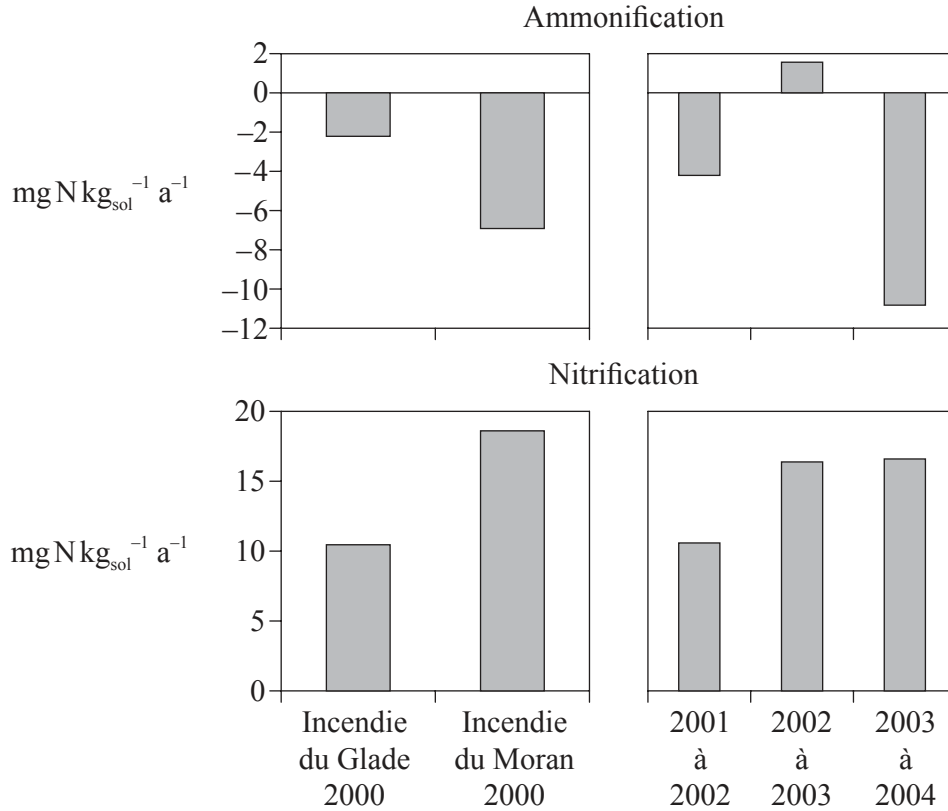 Ammonification
2
0
–2
–4
–6
–8
–10
–12
mg N kg_sol^–1 a^–1
Nitrification
20
15
10
5
0
mg N kg_sol^–1 a^–1
Incendie du Glade 2000
Incendie du Moran 2000
2001 à 2002
2002 à 2003
2003 à 2004